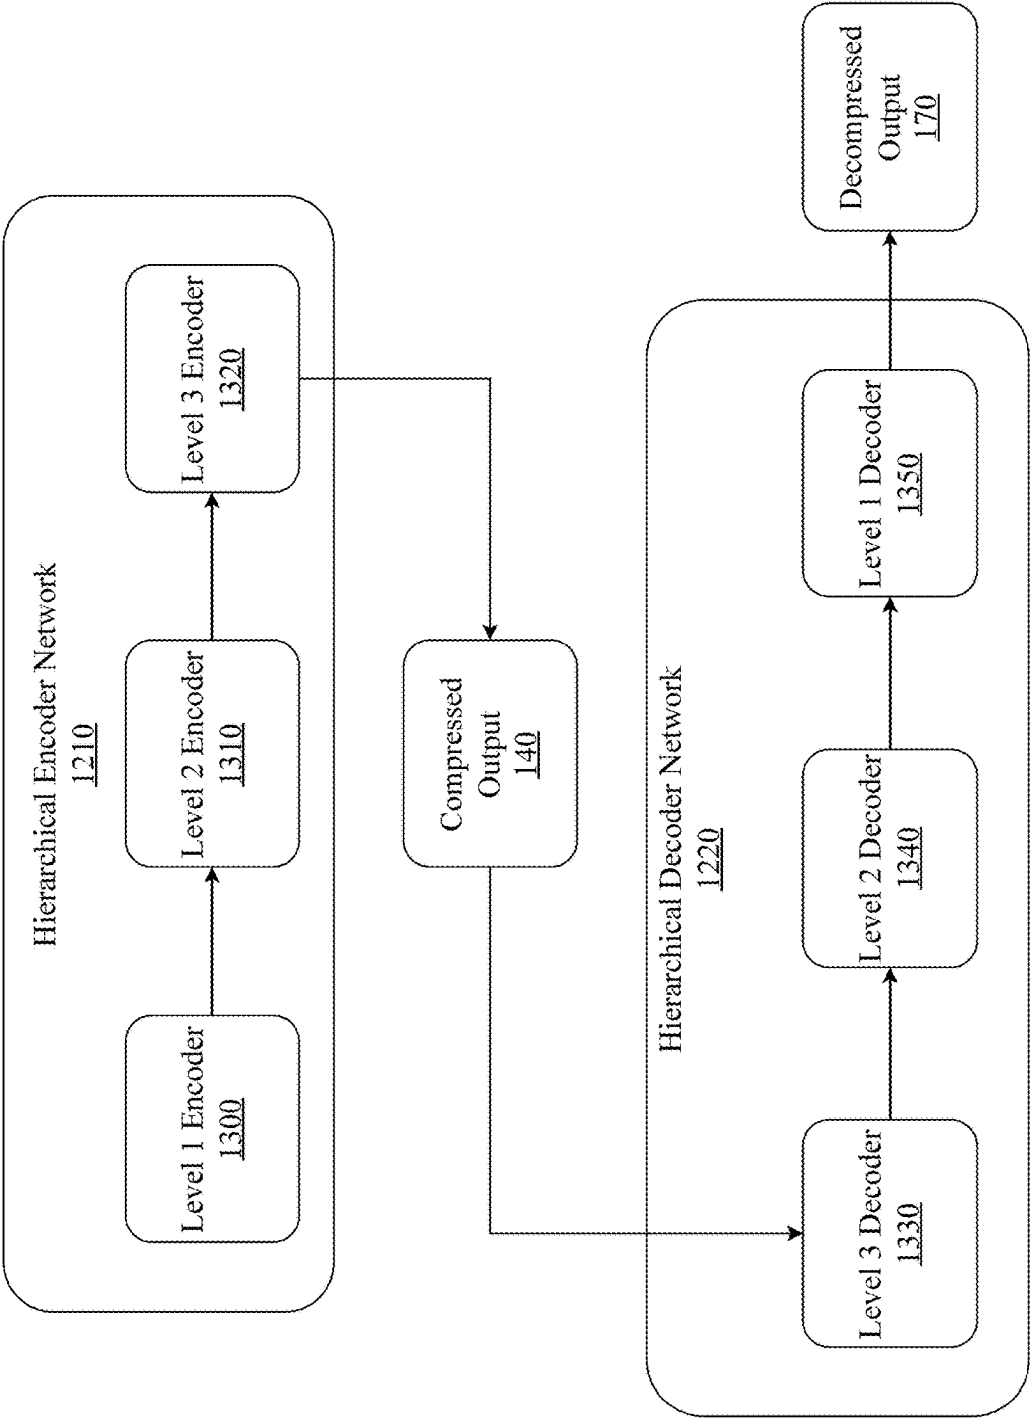 Hierarchical Encoder Network
1210
Level 1 Encoder
1300
Level 2 Encoder
1310
Level 3 Encoder
1320
Compressed
Output
140
Hierarchical Decoder Network
1220
Level 3 Decoder
1330
Level 2 Decoder
1340
Level 1 Decoder
1350
Decompressed
Output
170